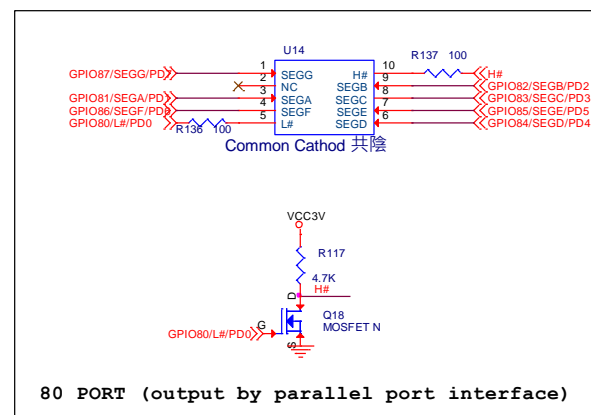 U14
R137 100
GPIO87/SEGG/PD7 1 SEGG H# 10 H#
2 NC SEGB 9 GPIO82/SEGB/PD2
GPIO81/SEGA/PD1 3 SEGA SEGC 8 GPIO83/SEGC/PD3
GPIO86/SEGF/PD6 4 SEGF SEGE 7 GPIO85/SEGE/PD5
GPIO80/L#/PD0 5 L# SEGD 6 GPIO84/SEGD/PD4
R136 100
Common Cathod 共陰
VCC3V
R117
4.7K
H#
D
Q18
MOSFET N
G
GPIO80/L#/PD0
S
80 PORT (output by parallel port interface)